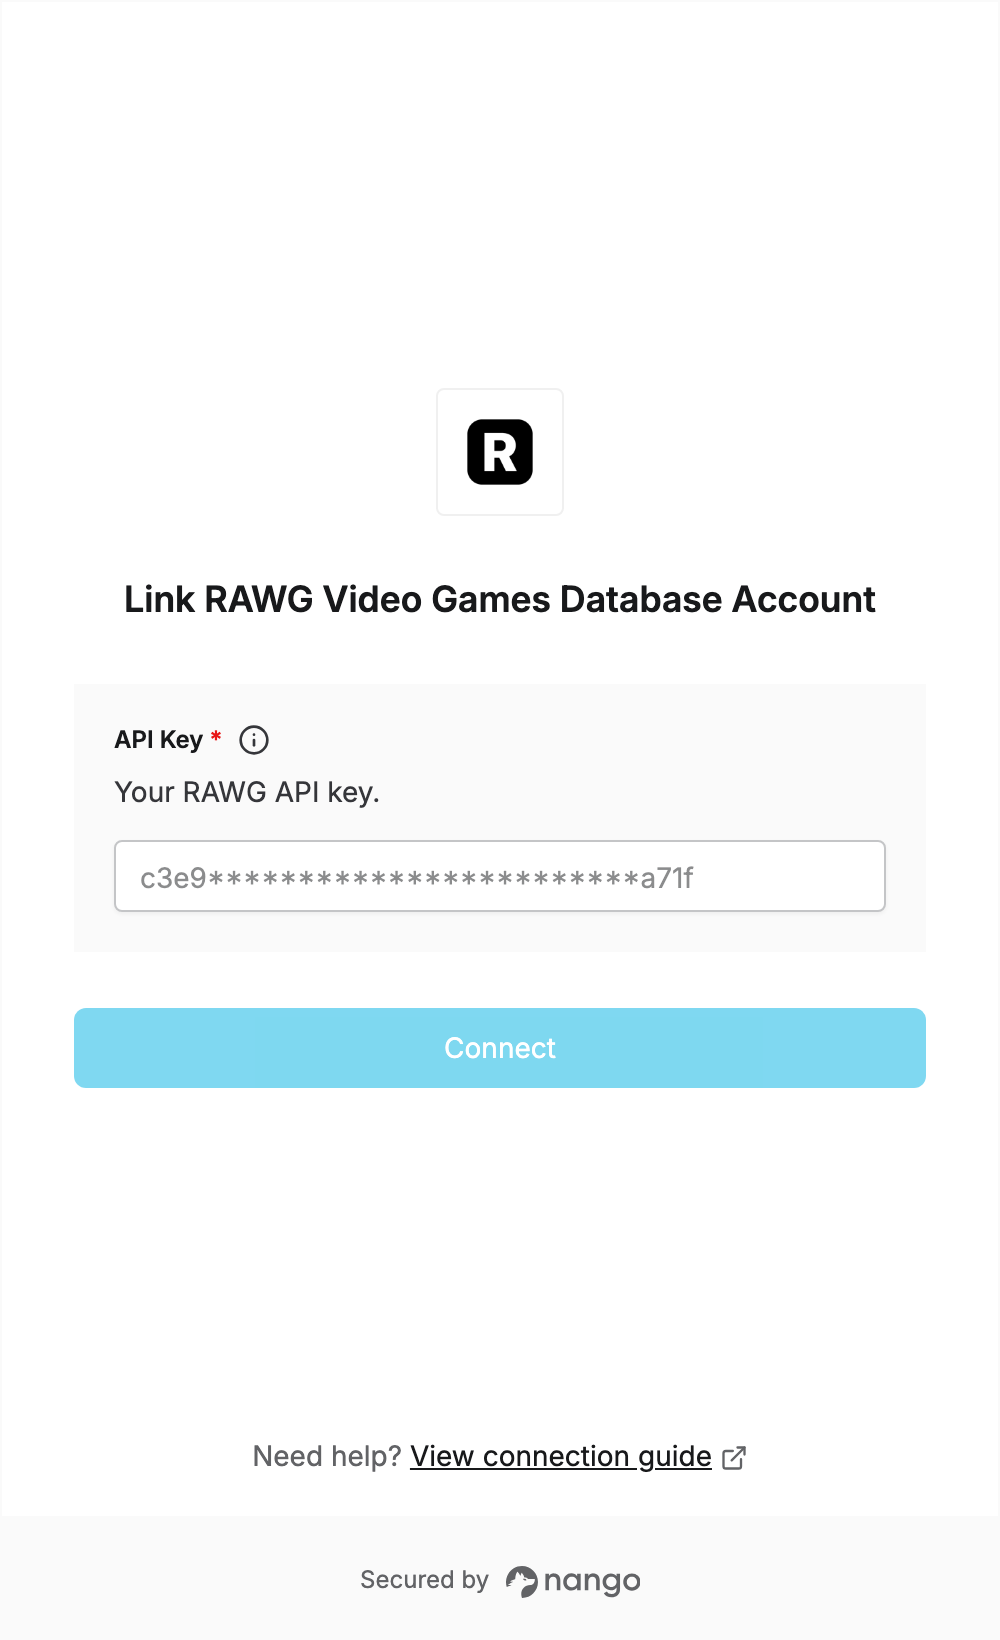 R
Link RAWG Video Games Database Account
API Key *
Your RAWG API key.
c3e9************************a71f
Connect
Need help? View connection guide
Secured by nango